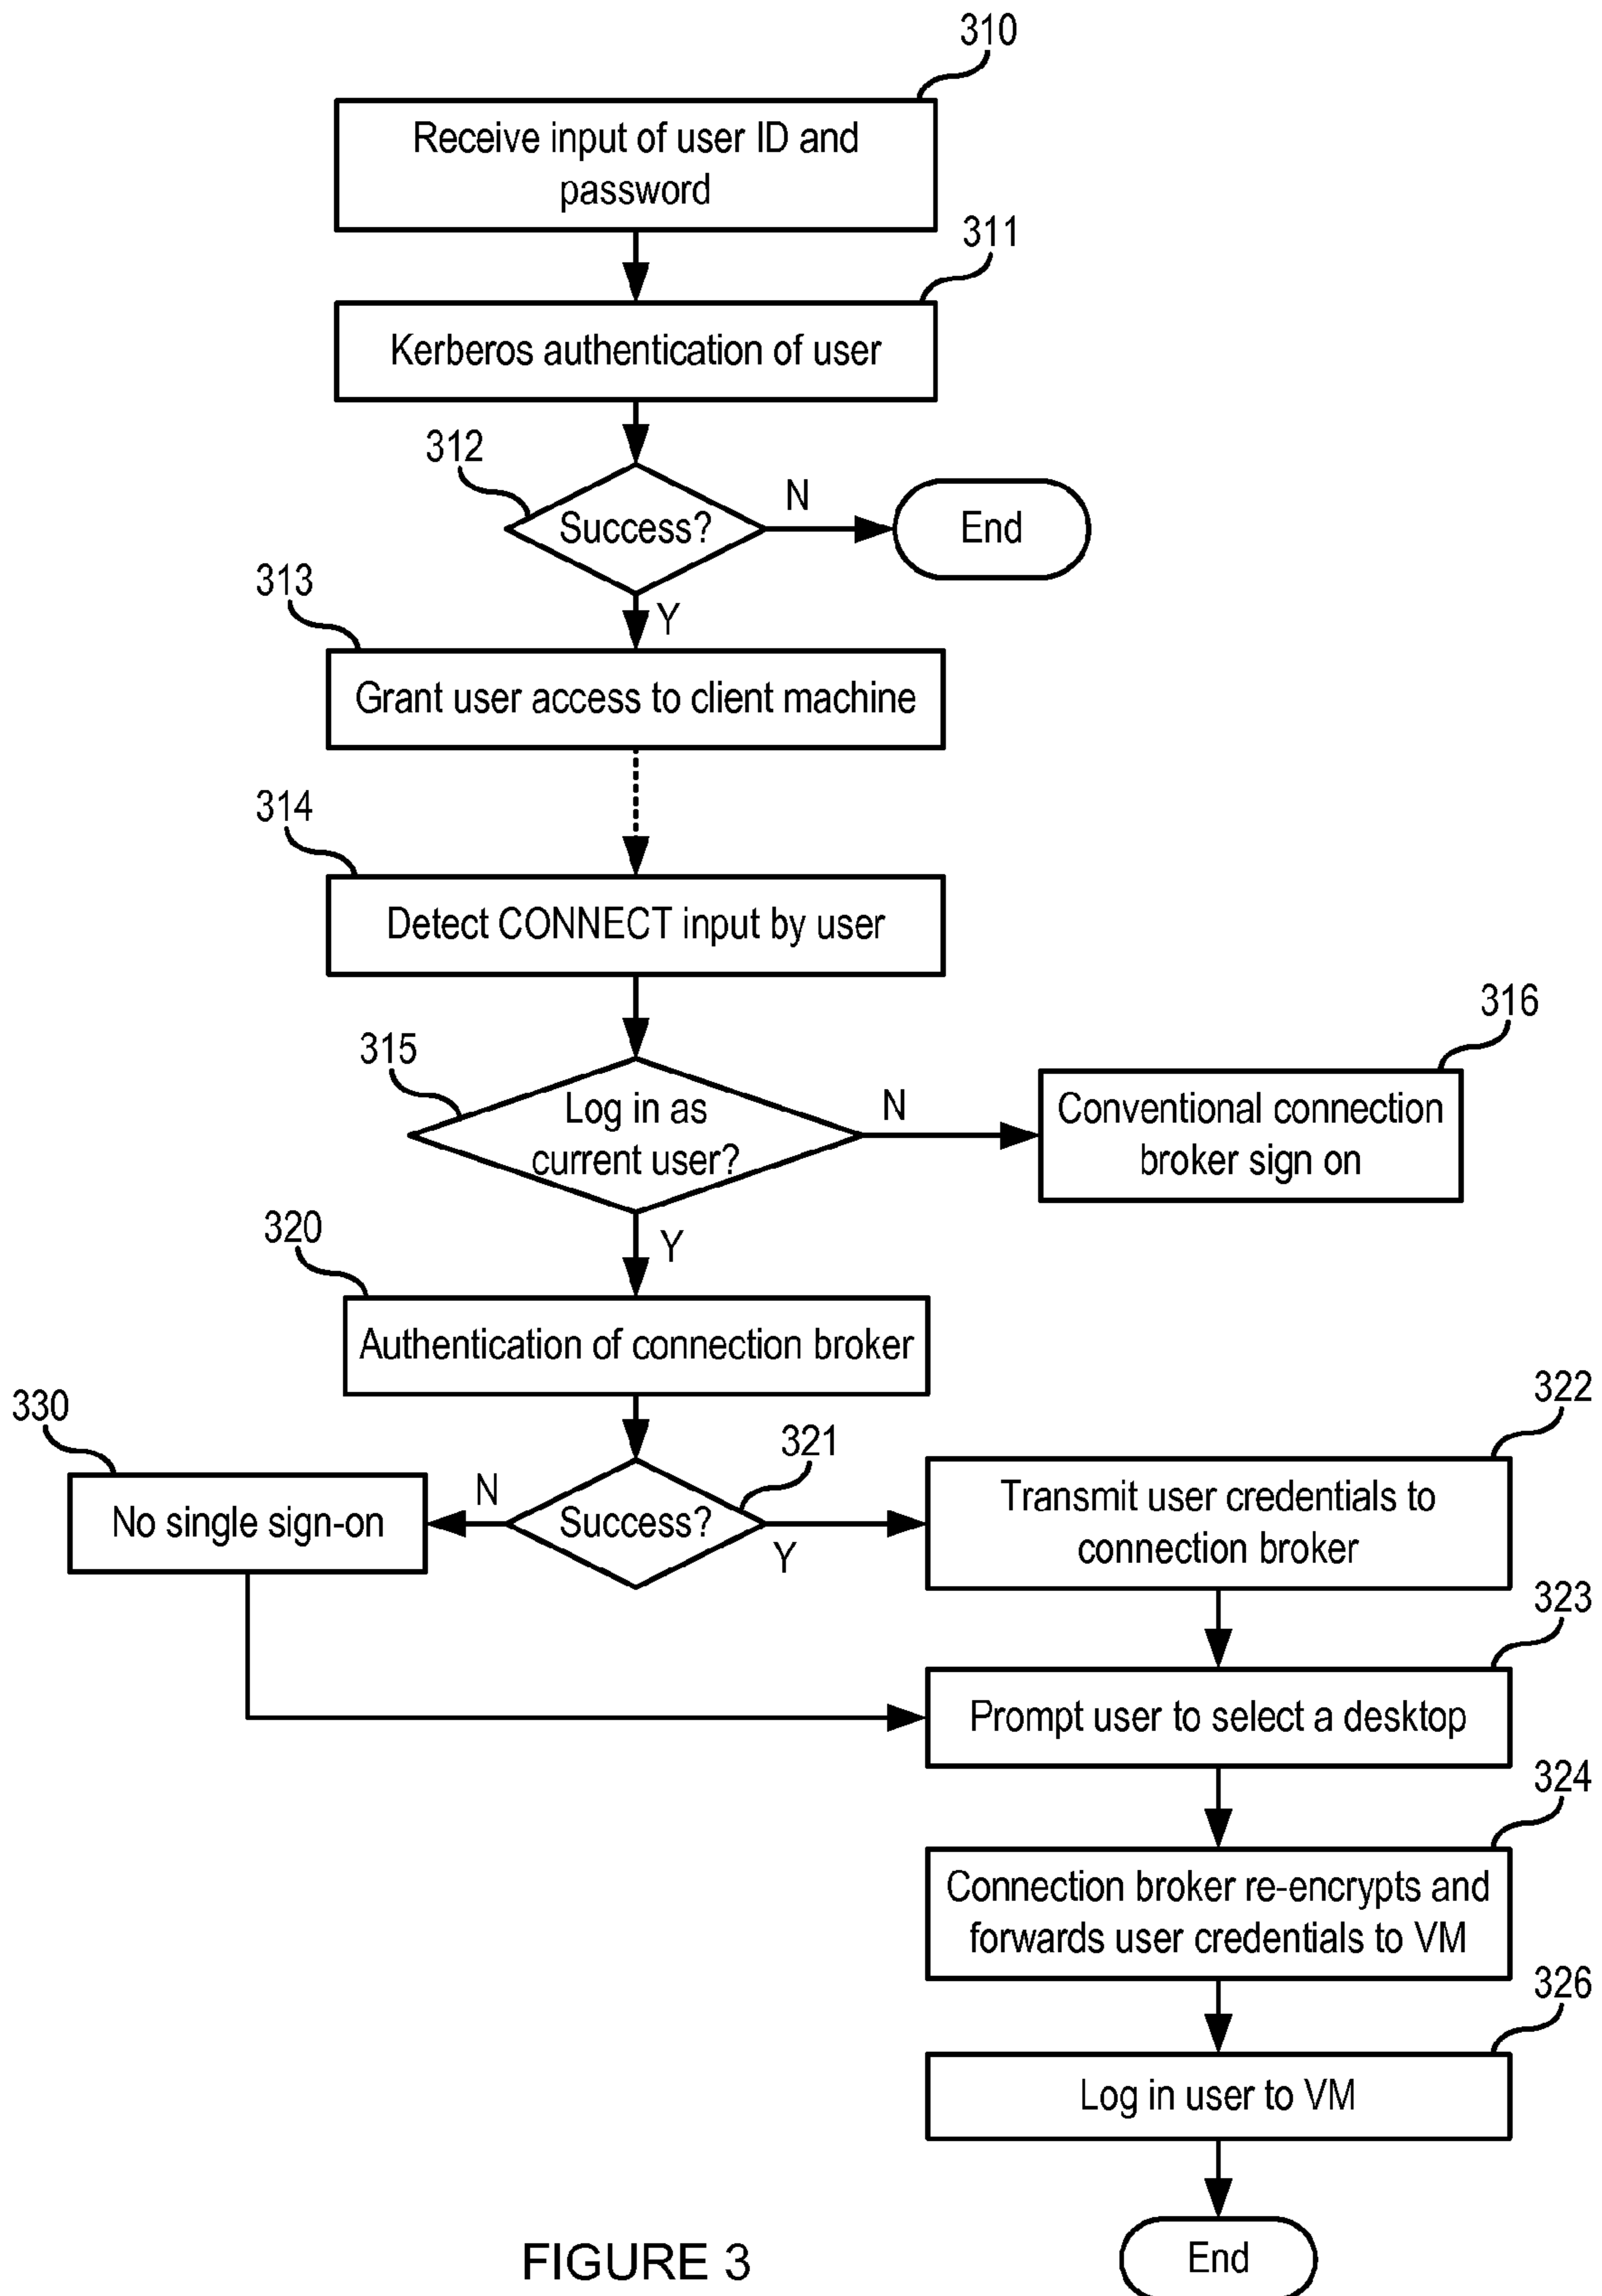 310
Receive input of user ID and
password
311
Kerberos authentication of user
312
Success?
N
End
313
Y
Grant user access to client machine
314
Detect CONNECT input by user
315
Log in as
current user?
N
316
Conventional connection
broker sign on
320
Y
Authentication of connection broker
330
No single sign-on
N
321
Success?
Y
322
Transmit user credentials to
connection broker
323
Prompt user to select a desktop
324
Connection broker re-encrypts and
forwards user credentials to VM
326
Log in user to VM
End
FIGURE 3